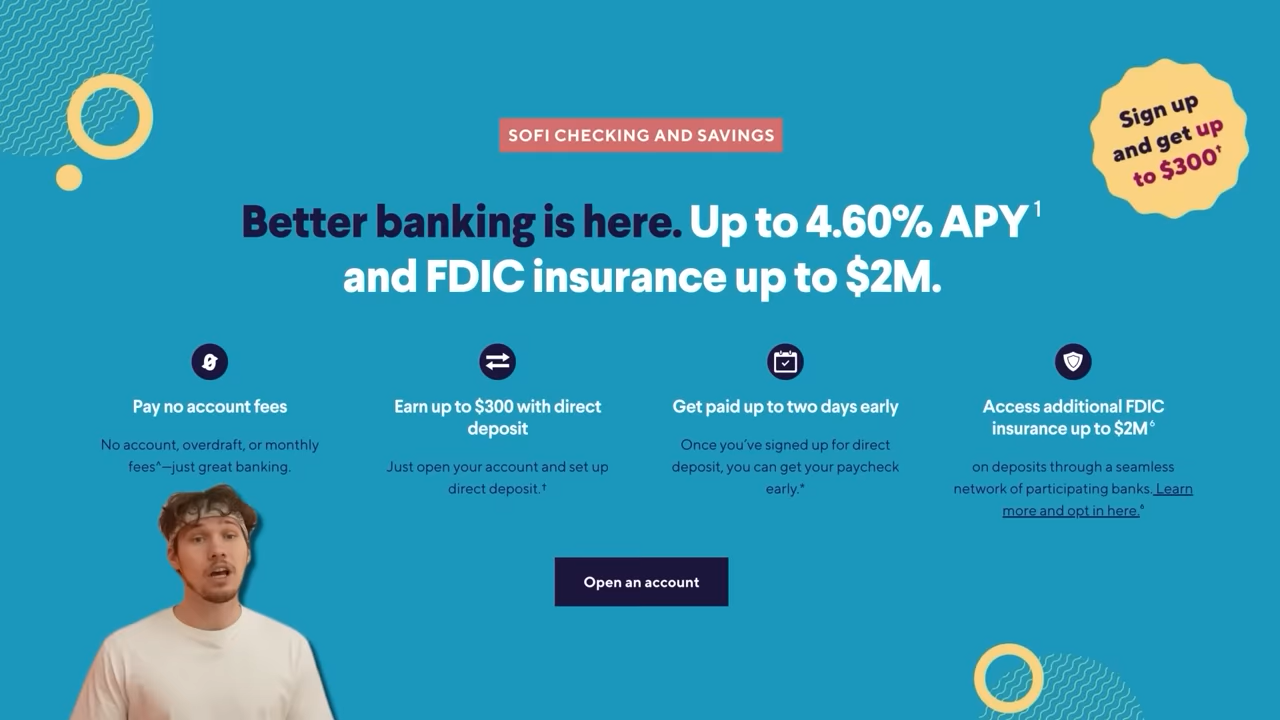 Sign up
and get up
to $300†
SOFI CHECKING AND SAVINGS
Better banking is here. Up to 4.60% APY¹
and FDIC insurance up to $2M.
Pay no account fees
No account, overdraft, or monthly
fees^—just great banking.
Earn up to $300 with direct
deposit
Just open your account and set up
direct deposit.†
Get paid up to two days early
Once you’ve signed up for direct
deposit, you can get your paycheck
early.*
Access additional FDIC
insurance up to $2M⁶
on deposits through a seamless
network of participating banks. Learn
more and opt in here.⁶
Open an account